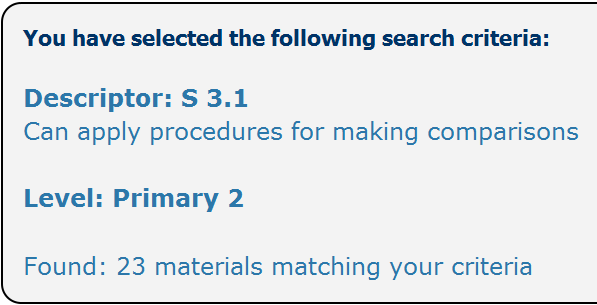 You have selected the following search criteria:
Descriptor: S 3.1
Can apply procedures for making comparisons
Level: Primary 2
Found: 23 materials matching your criteria